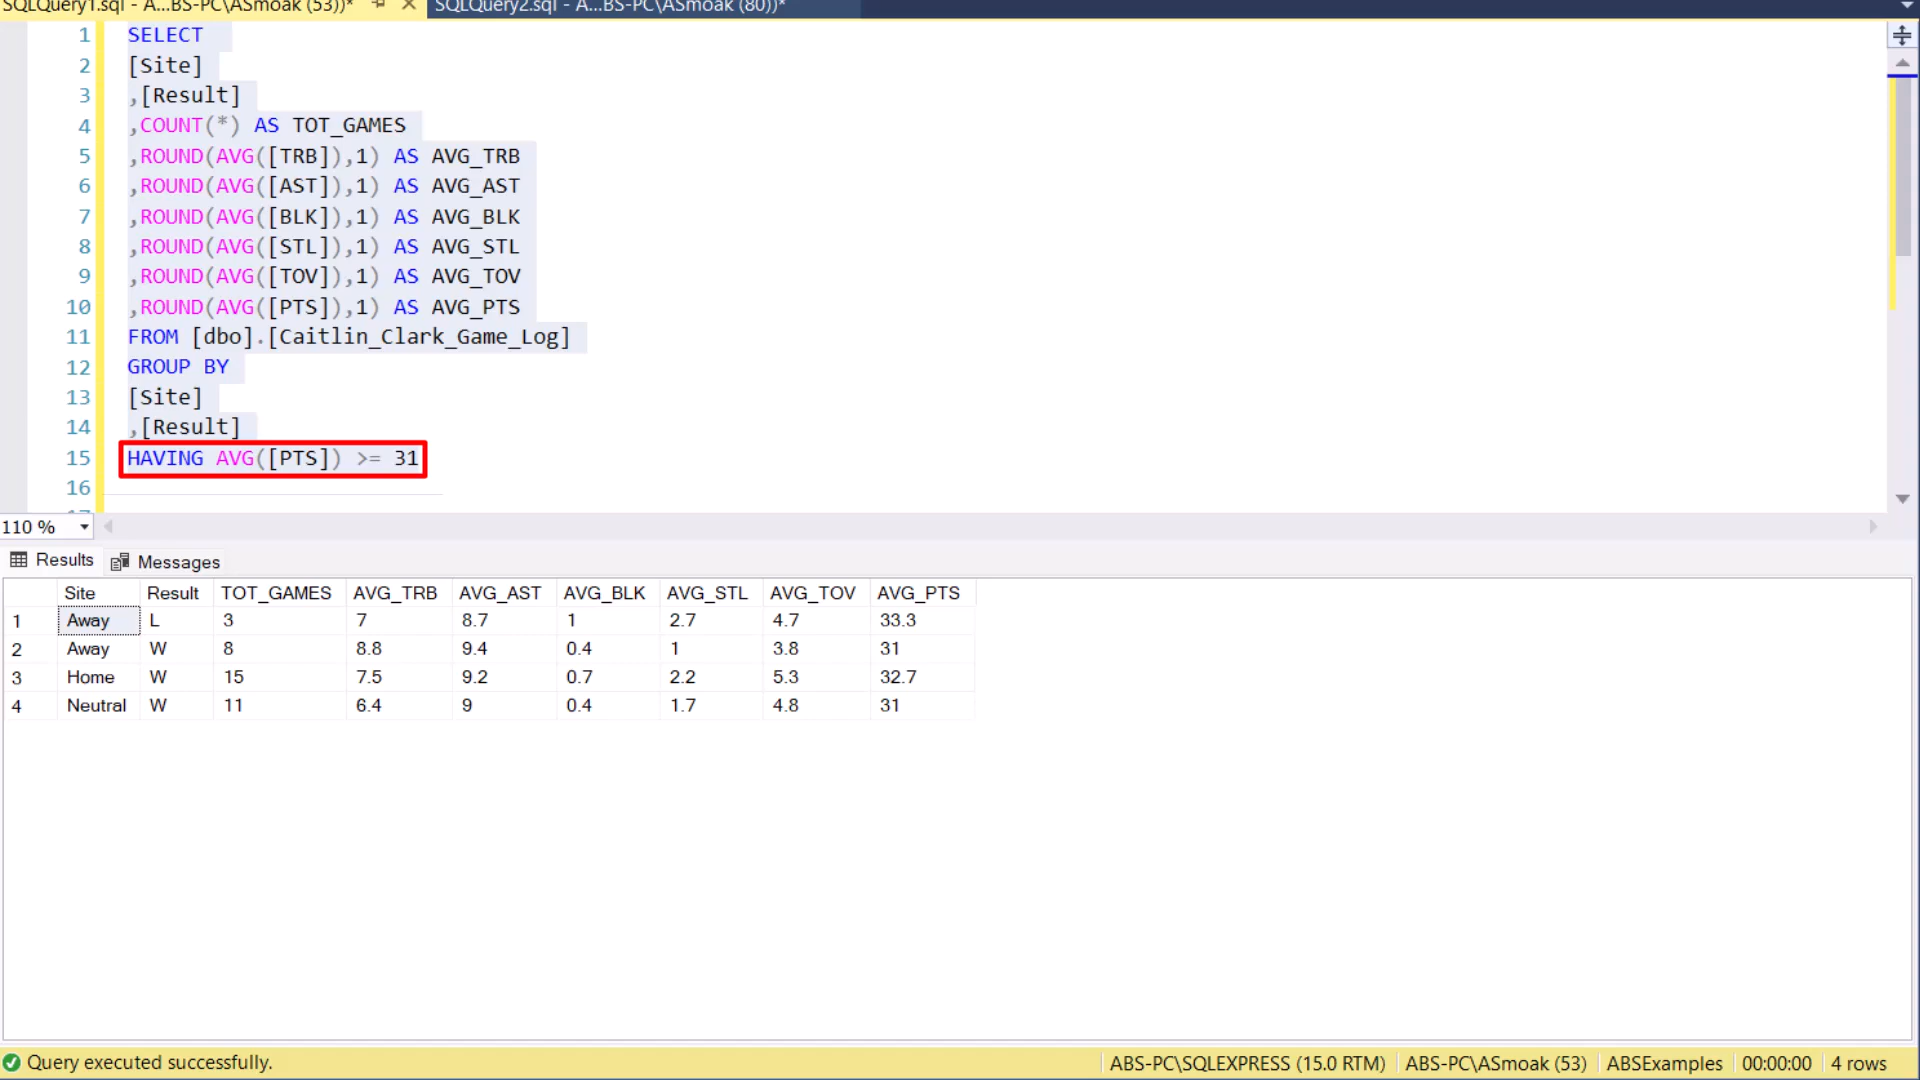 SQLQuery1.sql - A...BS-PC\ASmoak (53))* SQLQuery2.sql - A...BS-PC\ASmoak (80))*
1 SELECT
2 [Site]
3 ,[Result]
4 ,COUNT(*) AS TOT_GAMES
5 ,ROUND(AVG([TRB]),1) AS AVG_TRB
6 ,ROUND(AVG([AST]),1) AS AVG_AST
7 ,ROUND(AVG([BLK]),1) AS AVG_BLK
8 ,ROUND(AVG([STL]),1) AS AVG_STL
9 ,ROUND(AVG([TOV]),1) AS AVG_TOV
10 ,ROUND(AVG([PTS]),1) AS AVG_PTS
11 FROM [dbo].[Caitlin_Clark_Game_Log]
12 GROUP BY
13 [Site]
14 ,[Result]
15 HAVING AVG([PTS]) >= 31
16
17
110 %
Results Messages
Site Result TOT_GAMES AVG_TRB AVG_AST AVG_BLK AVG_STL AVG_TOV AVG_PTS
1 Away L 3 7 8.7 1 2.7 4.7 33.3
2 Away W 8 8.8 9.4 0.4 1 3.8 31
3 Home W 15 7.5 9.2 0.7 2.2 5.3 32.7
4 Neutral W 11 6.4 9 0.4 1.7 4.8 31
Query executed successfully. ABS-PC\SQLEXPRESS (15.0 RTM) ABS-PC\ASmoak (53) ABSExamples 00:00:00 4 rows